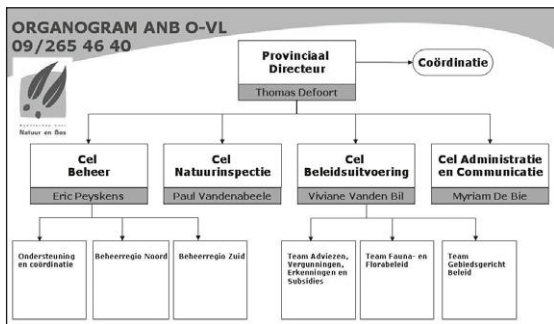 ORGANOGRAM ANB O-VL
09/265 46 40
Natuur en Bos
Provinciaal
Directeur
Thomas Defoort
Coördinatie
Cel
Beheer
Eric Peyskens
Cel
Natuurinspectie
Paul Vandenabeele
Cel
Beleidsuitvoering
Viviane Vanden Bil
Cel Administratie
en Communicatie
Myriam De Bie
Ondersteuning
en coördinatie
Beheerregio Noord
Beheerregio Zuid
Team Adviezen,
Vergunningen,
Erkenningen en
Subsidies
Team Fauna- en
Florabeleid
Team
Gebiedsgericht
Beleid